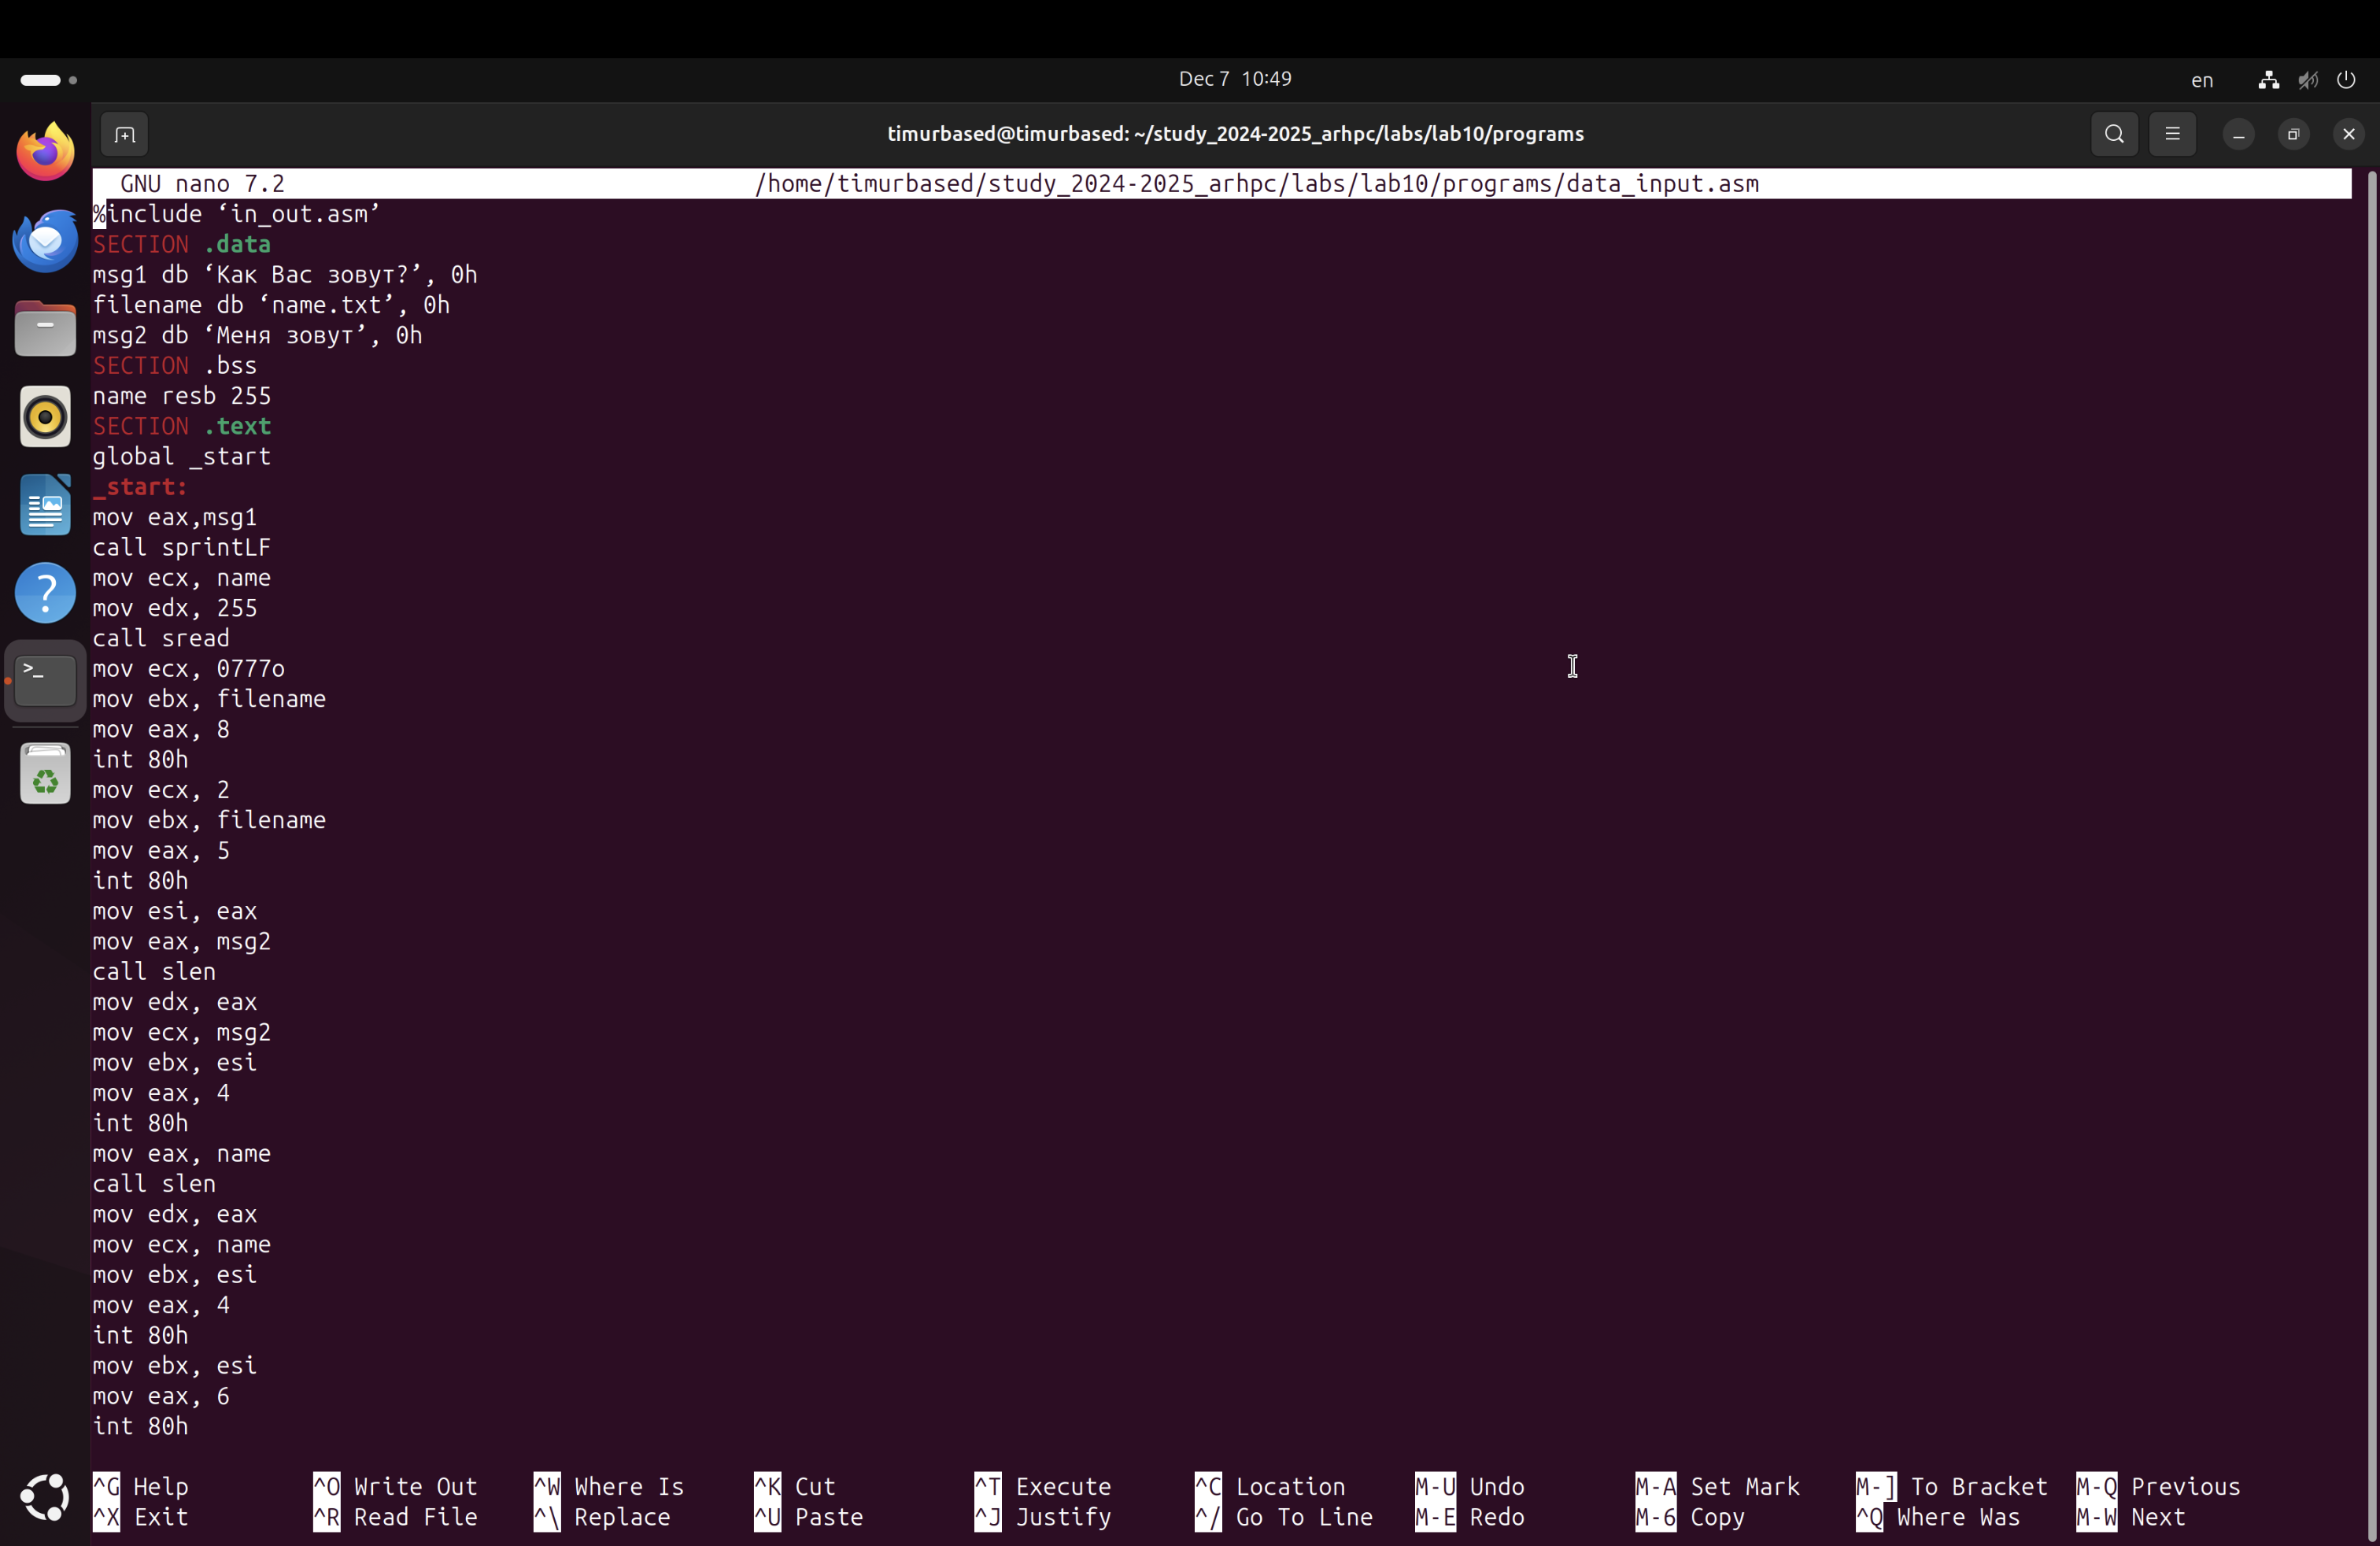 Dec 7 10:49
en
timurbased@timurbased: ~/study_2024-2025_arhpc/labs/lab10/programs
GNU nano 7.2 /home/timurbased/study_2024-2025_arhpc/labs/lab10/programs/data_input.asm
%include ‘in_out.asm’
SECTION .data
msg1 db ‘Как Вас зовут?’, 0h
filename db ‘name.txt’, 0h
msg2 db ‘Меня зовут’, 0h
SECTION .bss
name resb 255
SECTION .text
global _start
_start:
mov eax,msg1
call sprintLF
mov ecx, name
mov edx, 255
call sread
mov ecx, 0777o
mov ebx, filename
mov eax, 8
int 80h
mov ecx, 2
mov ebx, filename
mov eax, 5
int 80h
mov esi, eax
mov eax, msg2
call slen
mov edx, eax
mov ecx, msg2
mov ebx, esi
mov eax, 4
int 80h
mov eax, name
call slen
mov edx, eax
mov ecx, name
mov ebx, esi
mov eax, 4
int 80h
mov ebx, esi
mov eax, 6
int 80h
^G Help ^O Write Out ^W Where Is ^K Cut ^T Execute ^C Location M-U Undo M-A Set Mark M-] To Bracket M-Q Previous
^X Exit ^R Read File ^\ Replace ^U Paste ^J Justify ^/ Go To Line M-E Redo M-6 Copy ^Q Where Was M-W Next